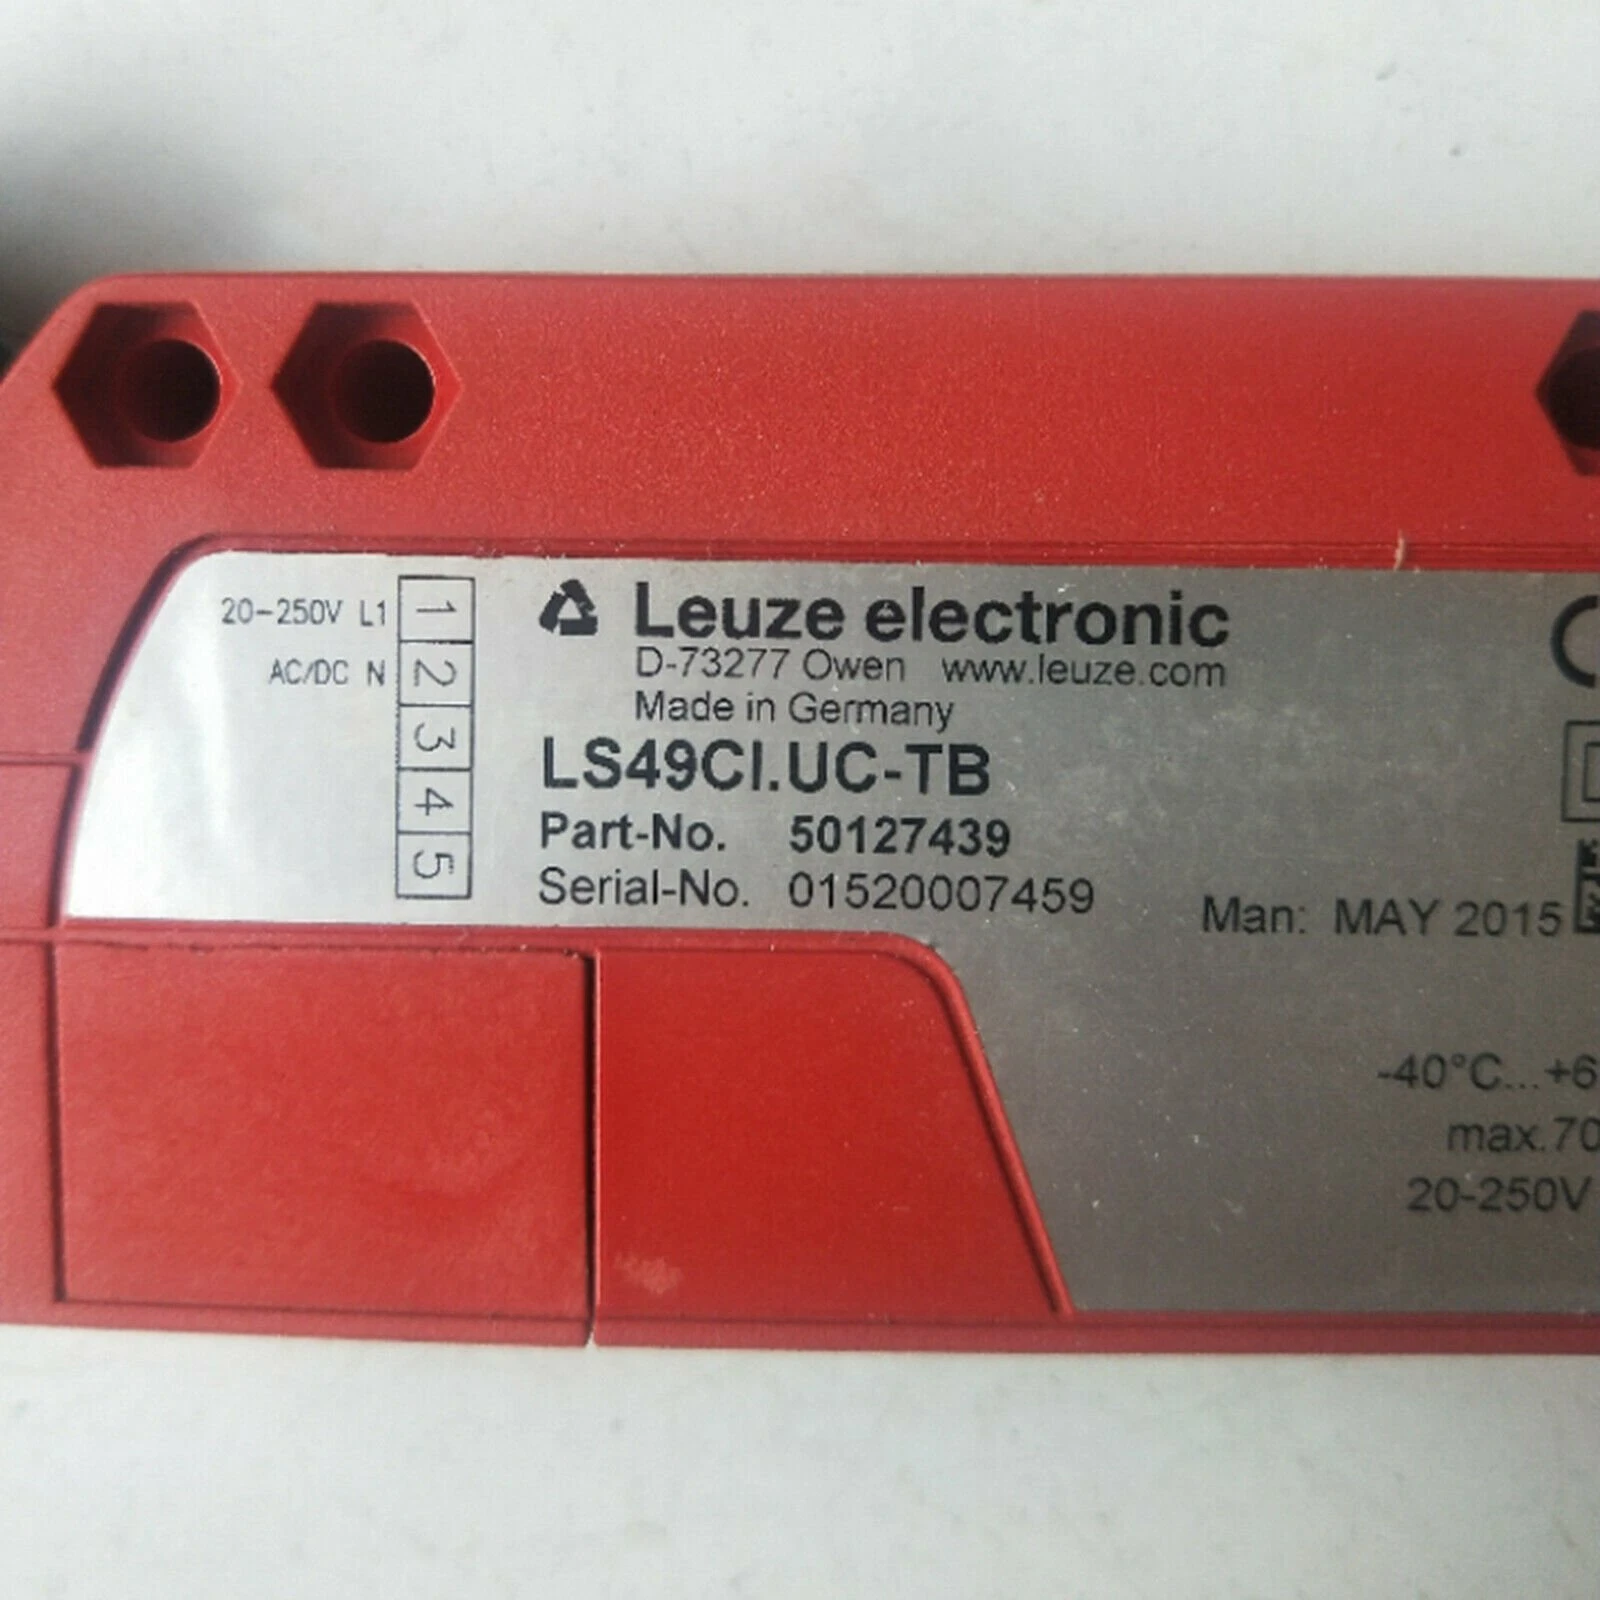 20-250V L1
AC/DC N
1
2
3
4
5
Leuze electronic
D-73277 Owen www.leuze.com
Made in Germany
LS49CI.UC-TB
Part-No. 50127439
Serial-No. 01520007459
Man: MAY 2015
-40°C...+6
max.70
20-250V